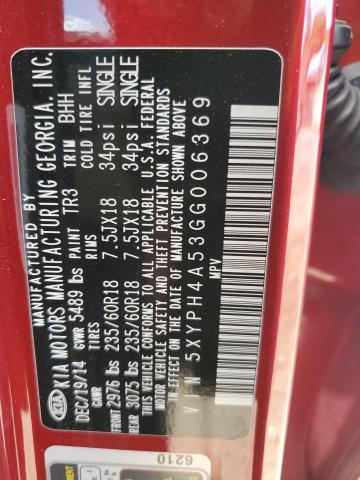 MANUFACTURED BY
KIA KIA MOTORS MANUFACTURING GEORGIA, INC.
DEC/19/14 GVWR 5489 lbs PAINT TR3 TRIM BHH
GAWR TIRES RIMS COLD TIRE INFL
FRONT 2976 lbs 235/60R18 7.5JX18 34psi SINGLE
REAR 3075 lbs 235/60R18 7.5JX18 34psi SINGLE
THIS VEHICLE CONFORMS TO ALL APPLICABLE U.S.A. FEDERAL
MOTOR VEHICLE SAFETY, BUMPER, AND THEFT PREVENTION STANDARDS
IN EFFECT ON THE DATE OF MANUFACTURE SHOWN ABOVE
VIN 5XYPH4A53GG006369
MPV
6210